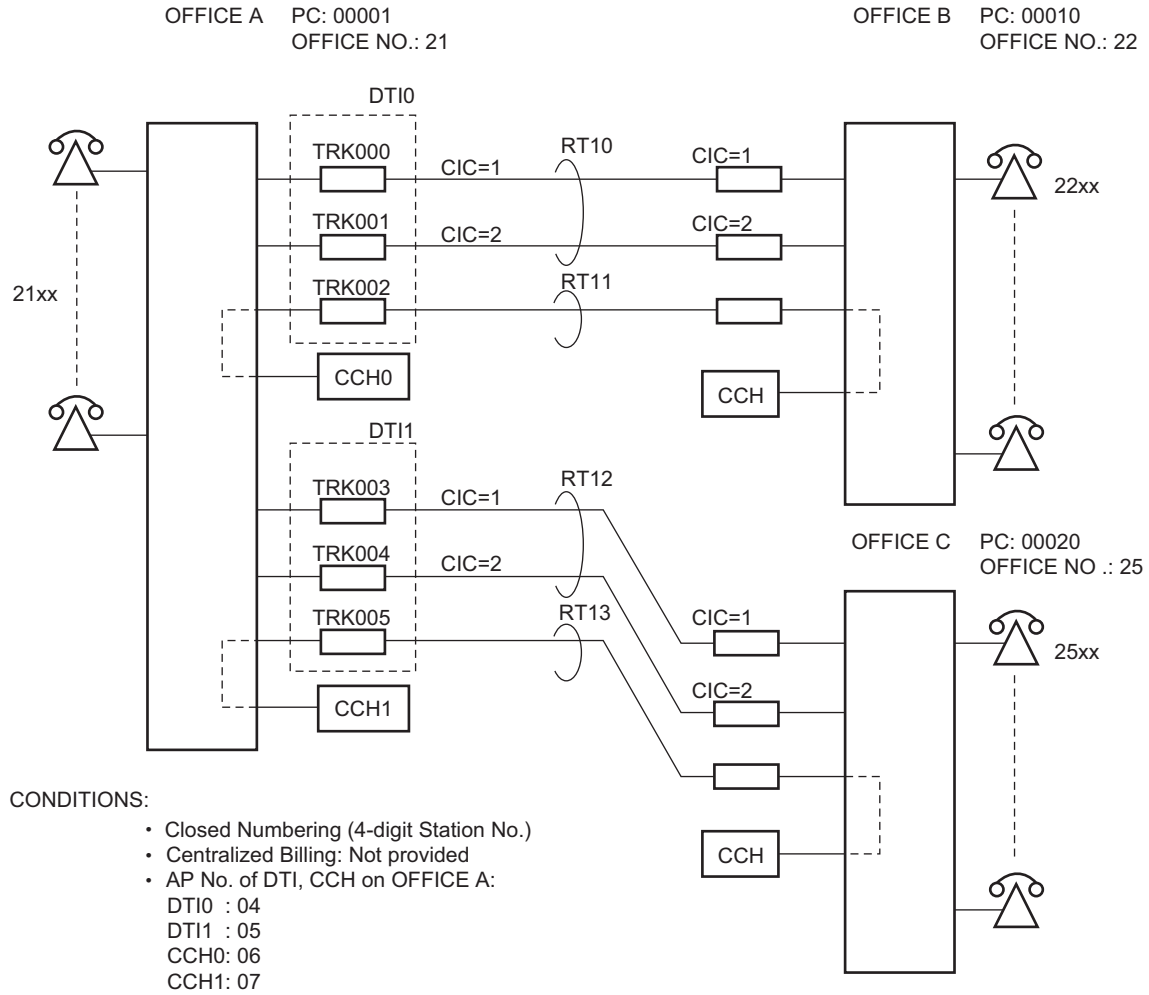 OFFICE A PC: 00001
OFFICE NO.: 21
OFFICE B PC: 00010
OFFICE NO.: 22
DTI0
TRK000
CIC=1
RT10
CIC=1
22xx
TRK001
CIC=2
CIC=2
21xx
TRK002
RT11
CCH0
CCH
DTI1
TRK003
CIC=1
RT12
OFFICE C PC: 00020
OFFICE NO .: 25
TRK004
CIC=2
TRK005
RT13
CIC=1
25xx
CCH1
CIC=2
CCH
CONDITIONS:
• Closed Numbering (4-digit Station No.)
• Centralized Billing: Not provided
• AP No. of DTI, CCH on OFFICE A:
DTI0 : 04
DTI1 : 05
CCH0: 06
CCH1: 07